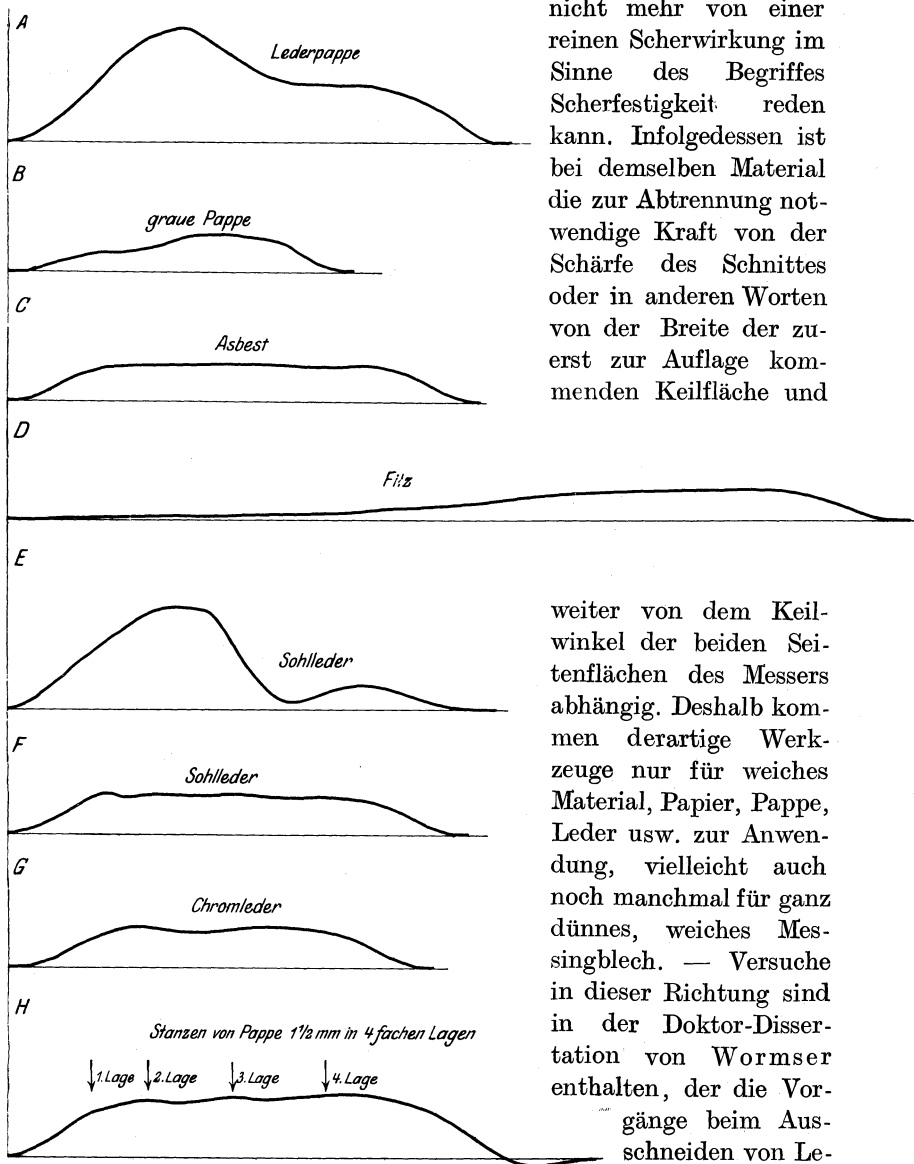 A
Lederpappe
B
graue Pappe
C
Asbest
D
Filz
E
Sohlleder
F
Sohlleder
G
Chromleder
H
Stanzen von Pappe 1½ mm in 4fachen Lagen
1. Lage 2. Lage 3. Lage 4. Lage
nicht mehr von einer
reinen Scherwirkung im
Sinne des Begriffes
Scherfestigkeit reden
kann. Infolgedessen ist
bei demselben Material
die zur Abtrennung not-
wendige Kraft von der
Schärfe des Schnittes
oder in anderen Worten
von der Breite der zu-
erst zur Auflage kom-
menden Keilfläche und
weiter von dem Keil-
winkel der beiden Sei-
tenflächen des Messers
abhängig. Deshalb kom-
men derartige Werk-
zeuge nur für weiches
Material, Papier, Pappe,
Leder usw. zur Anwen-
dung, vielleicht auch
noch manchmal für ganz
dünnes, weiches Mes-
singblech. — Versuche
in dieser Richtung sind
in der Doktor-Disser-
tation von Wormser
enthalten, der die Vor-
gänge beim Aus-
schneiden von Le-